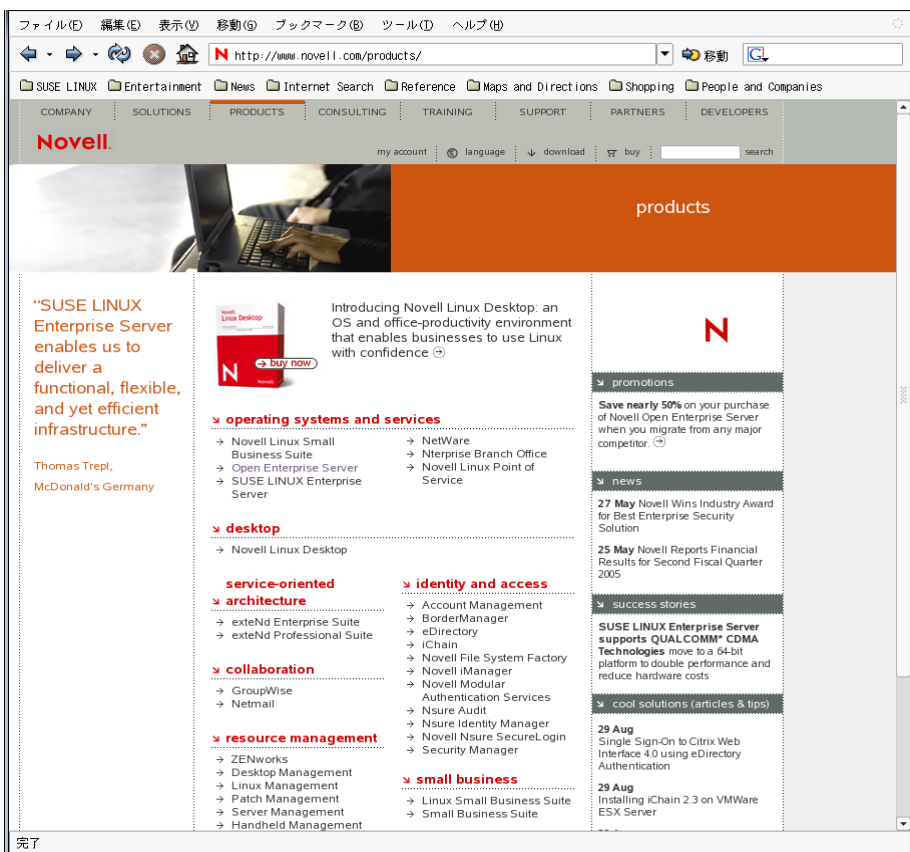 ファイル(F) 編集(E) 表示(V) 移動(G) ブックマーク(B) ツール(T) ヘルプ(H)
N http://www.novell.com/products/ 移動 G
SUSE LINUX Entertainment News Internet Search Reference Maps and Directions Shopping People and Companies
COMPANY SOLUTIONS PRODUCTS CONSULTING TRAINING SUPPORT PARTNERS DEVELOPERS
Novell.
my account language download buy search
products
“SUSE LINUX
Enterprise Server
enables us to
deliver a
functional, flexible,
and yet efficient
infrastructure.”
Thomas Trepl,
McDonald's Germany
Novell.
Linux Desktop
N
Novell.
buy now
Introducing Novell Linux Desktop: an
OS and office-productivity environment
that enables businesses to use Linux
with confidence
operating systems and services
Novell Linux Small
Business Suite
Open Enterprise Server
SUSE LINUX Enterprise
Server
NetWare
Nterprise Branch Office
Novell Linux Point of
Service
desktop
Novell Linux Desktop
service-oriented
architecture
exteNd Enterprise Suite
exteNd Professional Suite
collaboration
GroupWise
Netmail
resource management
ZENworks
Desktop Management
Linux Management
Patch Management
Server Management
Handheld Management
identity and access
Account Management
BorderManager
eDirectory
iChain
Novell File System Factory
Novell iManager
Novell Modular
Authentication Services
Nsure Audit
Nsure Identity Manager
Novell Nsure SecureLogin
Security Manager
small business
Linux Small Business Suite
Small Business Suite
N
promotions
Save nearly 50% on your purchase
of Novell Open Enterprise Server
when you migrate from any major
competitor.
news
27 May Novell Wins Industry Award
for Best Enterprise Security
Solution
25 May Novell Reports Financial
Results for Second Fiscal Quarter
2005
success stories
SUSE LINUX Enterprise Server
supports QUALCOMM* CDMA
Technologies move to a 64-bit
platform to double performance and
reduce hardware costs
cool solutions (articles & tips)
29 Aug
Single Sign-On to Citrix Web
Interface 4.0 using eDirectory
Authentication
29 Aug
Installing iChain 2.3 on VMWare
ESX Server
完了